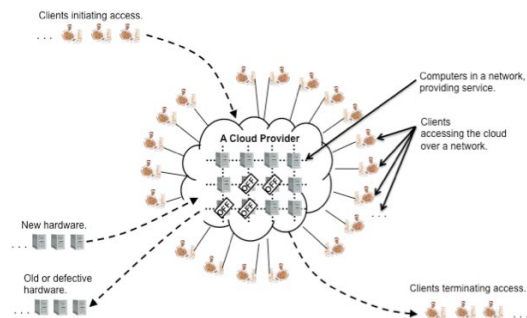 Clients initiating access.
. . .
Computers in a network,
providing service.
A Cloud Provider
Clients
accessing the cloud
over a network.
OFF OFF
OFF OFF
. . .
New hardware.
. . .
Old or defective
hardware.
. . .
Clients terminating access.
. . .